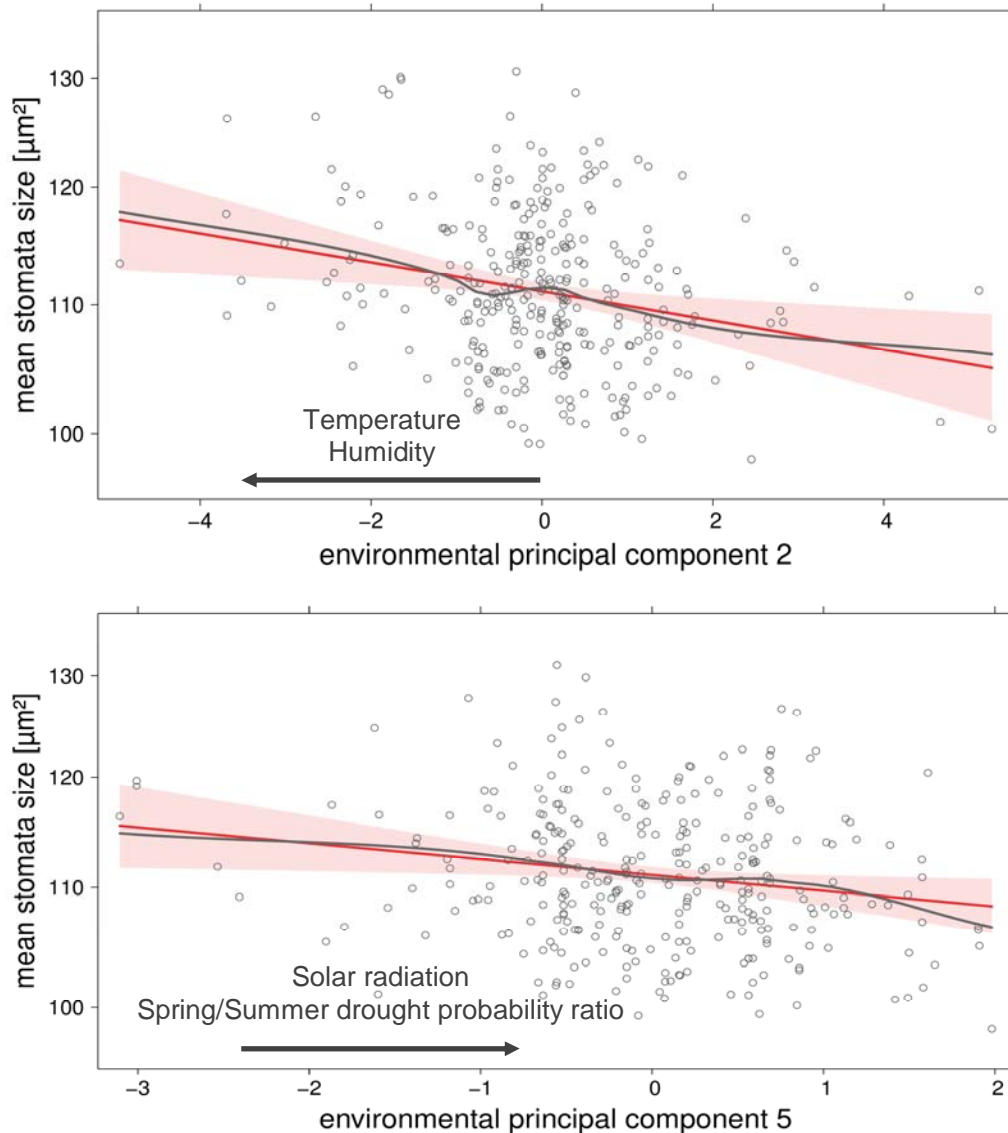 130
120
110
100
mean stomata size [µm²]
Temperature
Humidity
−4
−2
0
2
4
environmental principal component 2
130
120
110
100
mean stomata size [µm²]
Solar radiation
Spring/Summer drought probability ratio
−3
−2
−1
0
1
2
environmental principal component 5